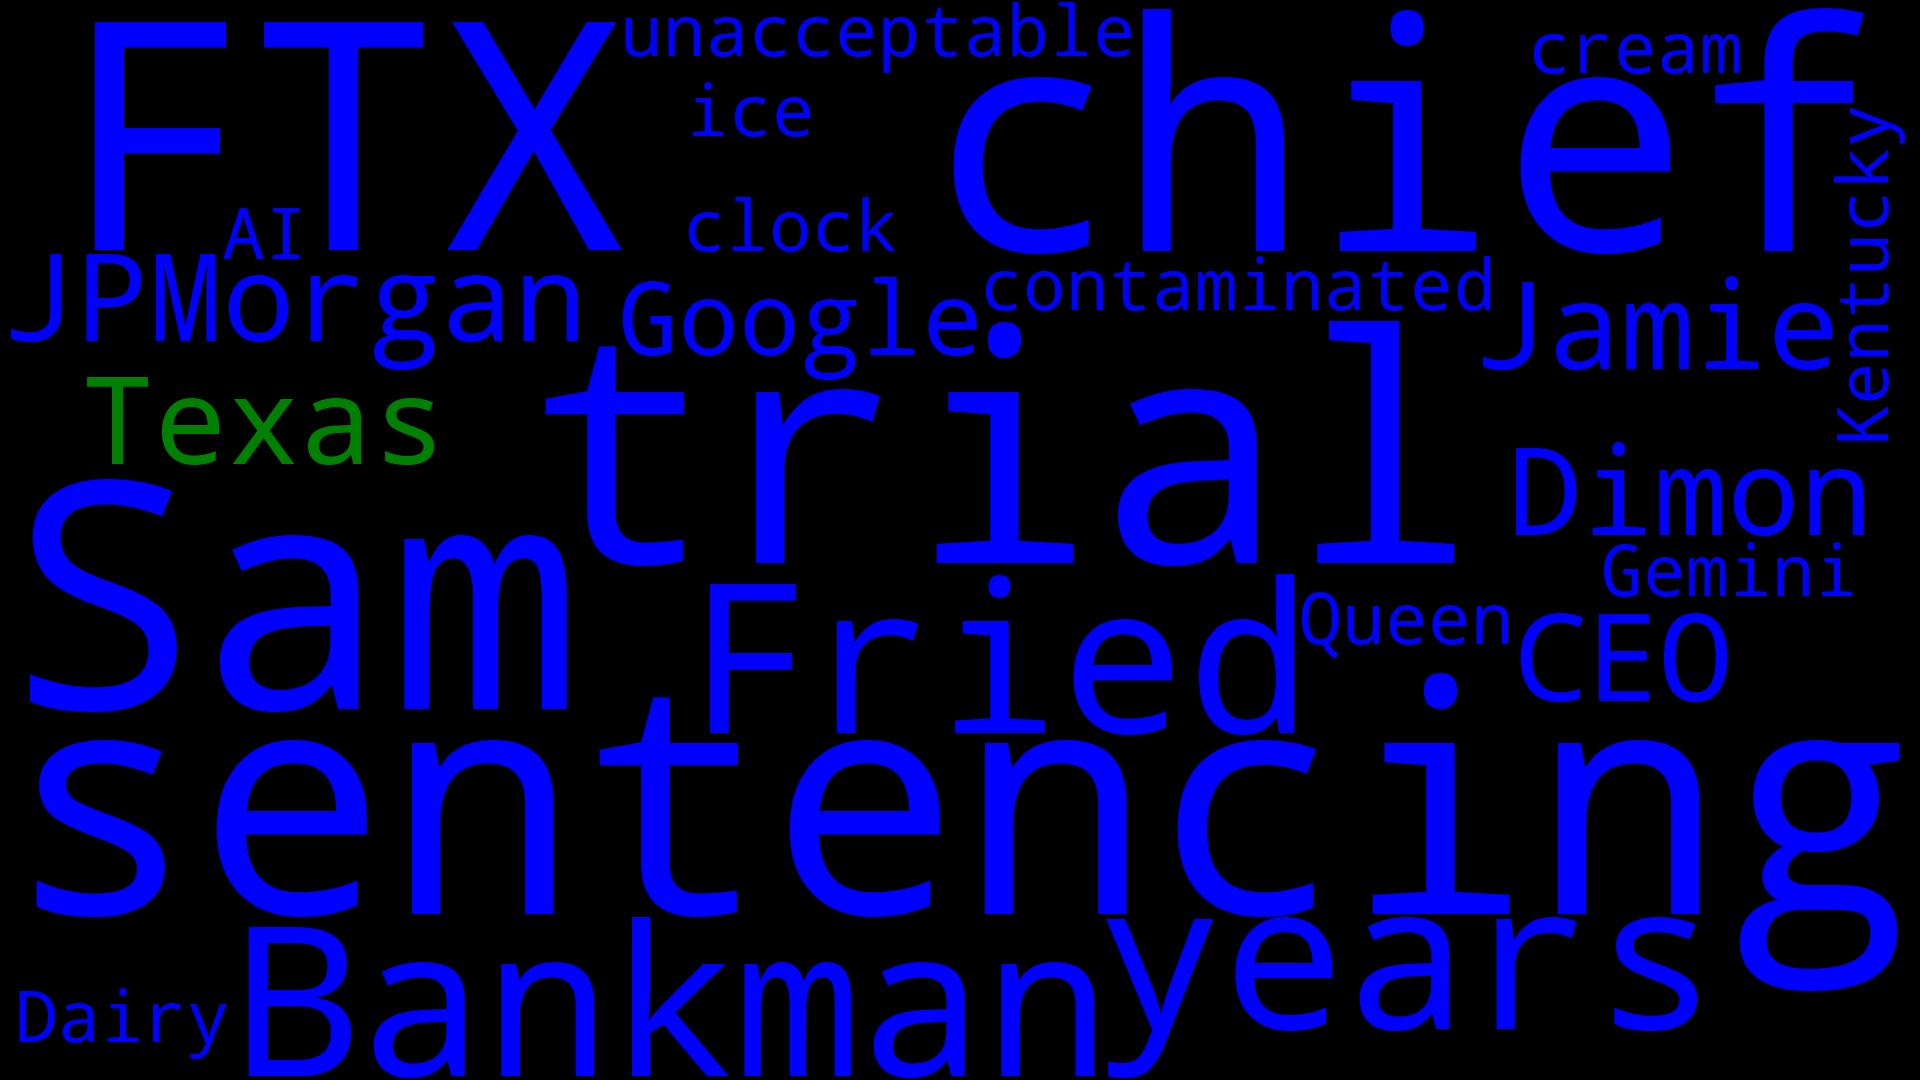 FTX
unacceptable
chief
cream
ice
Kentucky
AI
clock
JPMorgan
Google
contaminated
Jamie
Texas
trial
Dimon
Sam
Gemini
Fried
Queen
CEO
sentencing
Bankman
years
Dairy